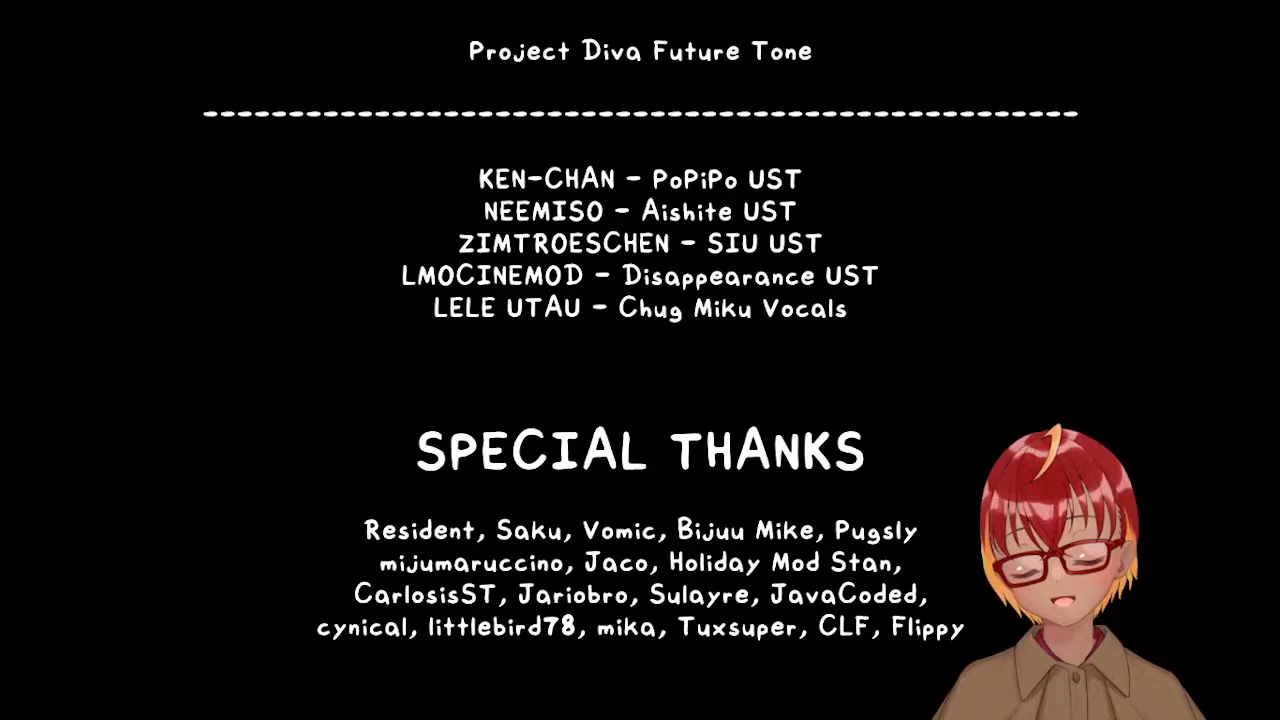 Project Diva Future Tone
---------------------------------------------------
KEN-CHAN - PoPiPo UST
NEEMISO - Aishite UST
ZIMTROESCHEN - SIU UST
LMOCINEMOD - Disappearance UST
LELE UTAU - Chug Miku Vocals
SPECIAL THANKS
Resident, Saku, Vomic, Bijuu Mike, Pugsly
mijumaruccino, Jaco, Holiday Mod Stan,
CarlosisST, Jariobro, Sulayre, JavaCoded,
cynical, littlebird78, mika, Tuxsuper, CLF, Flippy